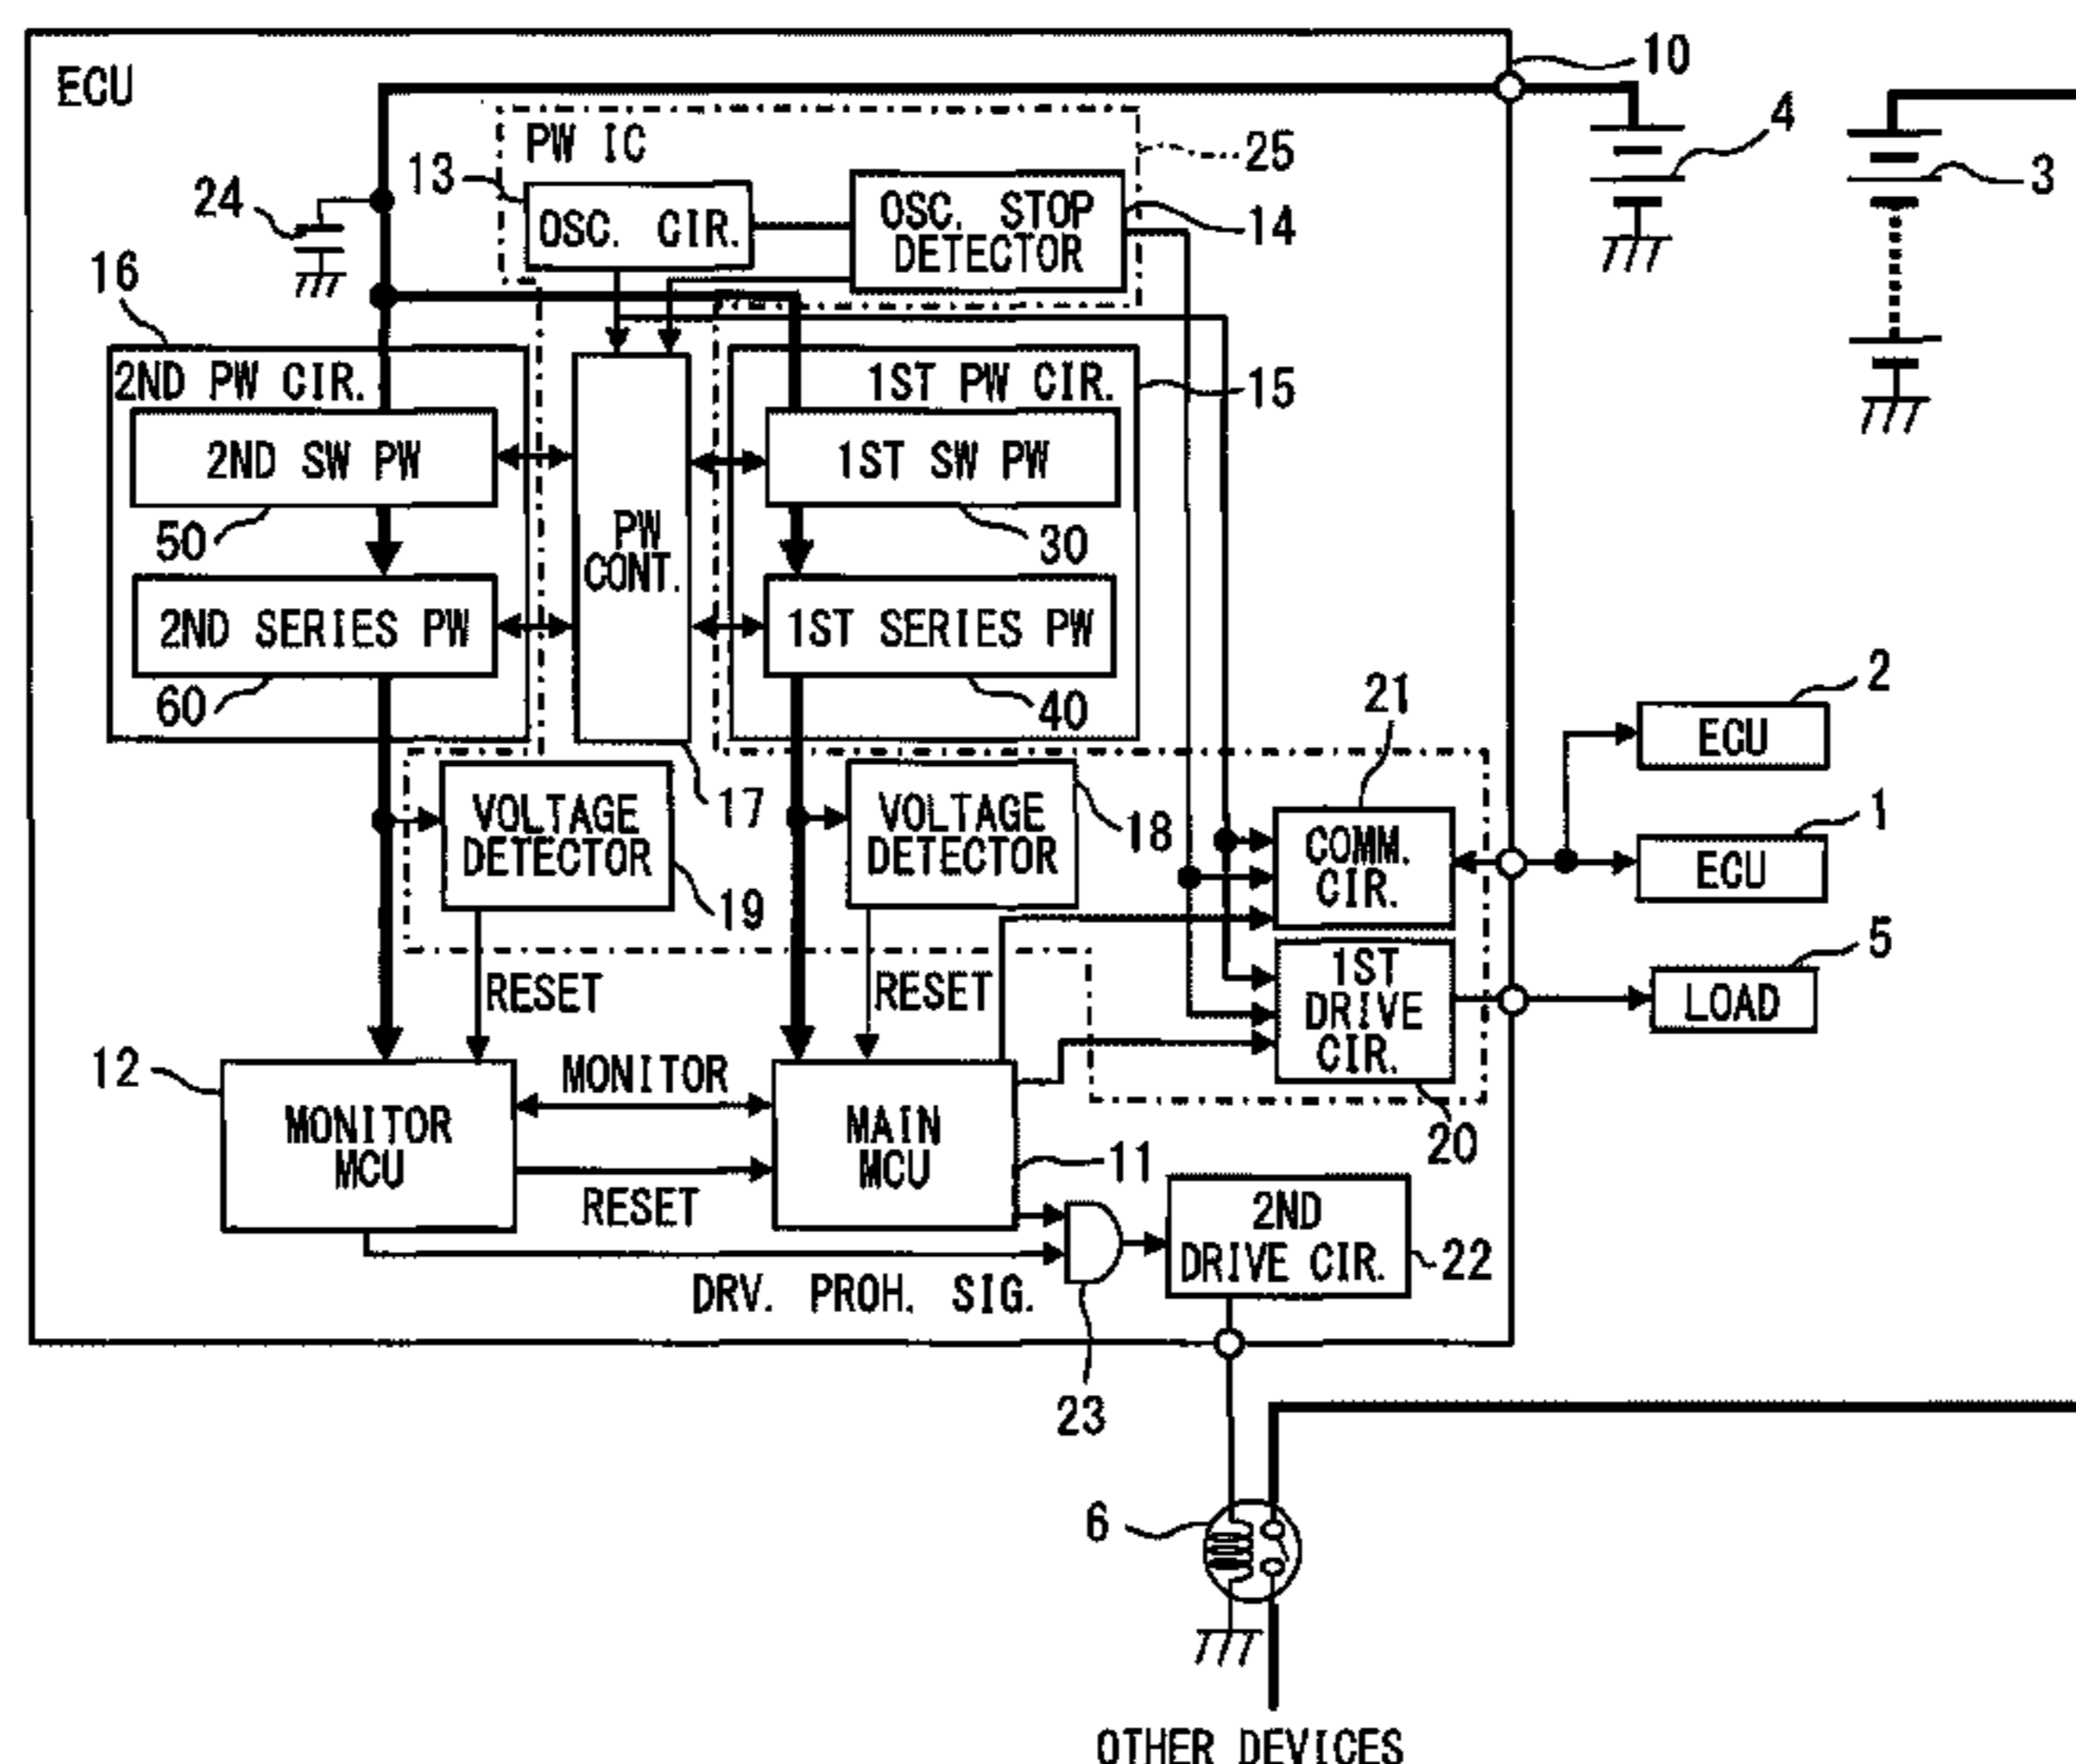 ECU
10
4
3
PW IC
25
13
24
OSC. CIR.
OSC. STOP
DETECTOR
14
16
2ND PW CIR.
1ST PW CIR.
15
2ND SW PW
1ST SW PW
50
30
PW
CONT.
2ND SERIES PW
1ST SERIES PW
60
40
21
2
ECU
17
VOLTAGE
DETECTOR
VOLTAGE
DETECTOR
18
19
COMM.
CIR.
1
ECU
RESET
RESET
1ST
DRIVE
CIR.
5
LOAD
12
MONITOR
MONITOR
MCU
MAIN
MCU
11
20
RESET
2ND
DRIVE CIR.
22
DRV. PROH. SIG.
23
6
OTHER DEVICES